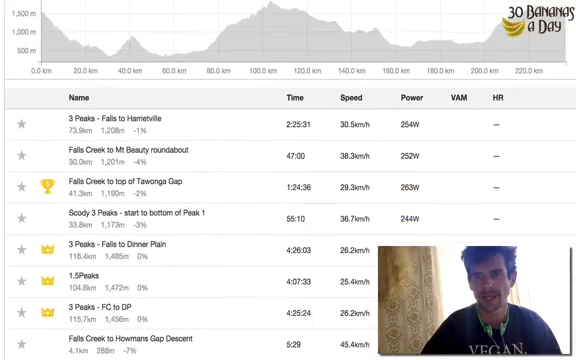 30 BANANAS
a DAY
1,500 m
1,000 m
500 m
0.0 km 20.0 km 40.0 km 60.0 km 80.0 km 100.0 km 120.0 km 140.0 km 160.0 km 180.0 km 200.0 km 220.0 km
Name Time Speed Power VAM HR
3 Peaks - Falls to Harrietville
73.9km 1,208m -1%
2:25:31 30.5km/h 254W —
Falls Creek to Mt Beauty roundabout
30.0km 1,201m -4%
47:00 38.3km/h 252W —
Falls Creek to top of Tawonga Gap
41.3km 1,190m -2%
1:24:36 29.3km/h 263W —
Scody 3 Peaks - start to bottom of Peak 1
33.8km 1,173m -3%
55:10 36.7km/h 244W —
3 Peaks - Falls to Dinner Plain
116.4km 1,485m 0%
4:26:03 26.2km/h
1.5Peaks
104.6km 1,472m 0%
4:07:33 25.4km/h
3 Peaks - FC to DP
115.7km 1,456m 0%
4:25:24 26.2km/h
Falls Creek to Howmans Gap Descent
4.1km 288m -7%
5:29 45.4km/h
VEGAN.